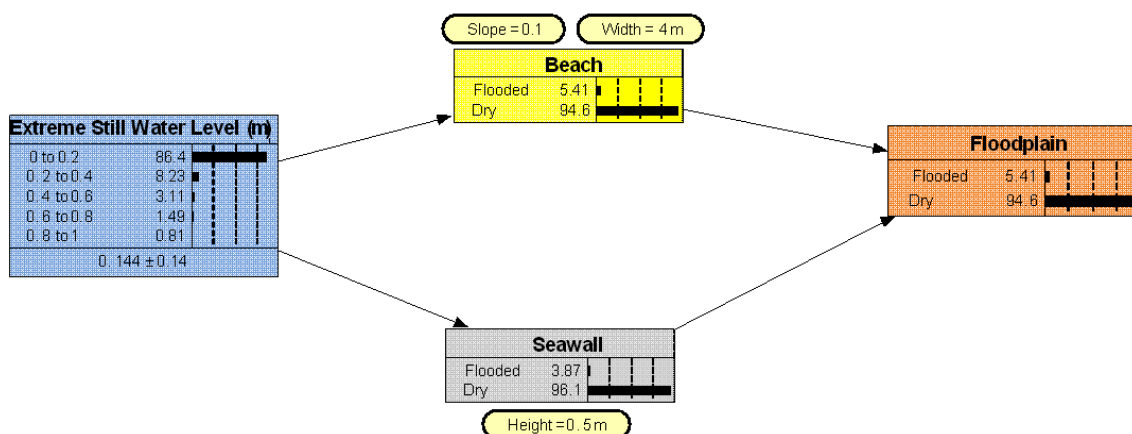 Slope = 0.1
Width = 4 m
Beach
Flooded 5.41
Dry 94.6
Extreme Still Water Level (m)
0 to 0.2 86.4
0.2 to 0.4 8.23
0.4 to 0.6 3.11
0.6 to 0.8 1.49
0.8 to 1 0.81
0.144 ± 0.14
Floodplain
Flooded 5.41
Dry 94.6
Seawall
Flooded 3.87
Dry 96.1
Height = 0.5 m